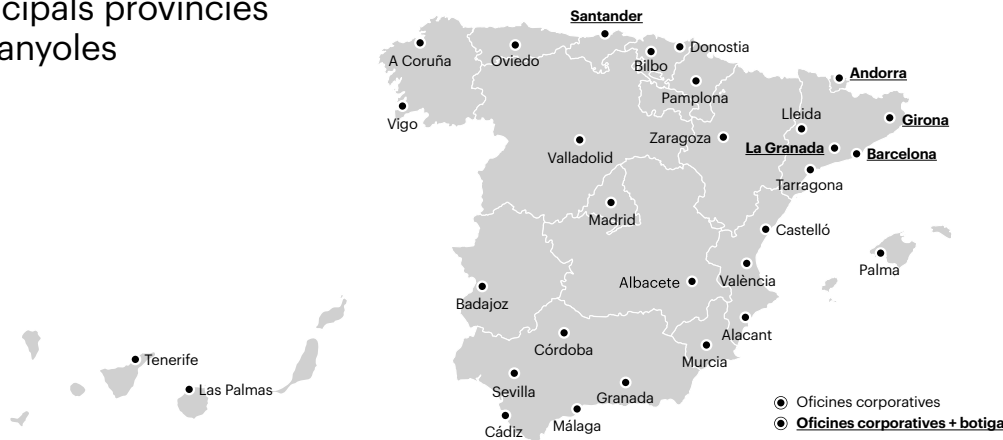 cipals províncies
anyoles
Santander
A Coruña
Oviedo
Bilbo
Donostia
Pamplona
Andorra
Vigo
Lleida
Girona
Zaragoza
La Granada
Barcelona
Valladolid
Tarragona
Madrid
Castelló
Palma
Albacete
València
Badajoz
Alacant
Córdoba
Murcia
Tenerife
Las Palmas
Sevilla
Granada
Cádiz
Málaga
Oficines corporatives
Oficines corporatives + botiga